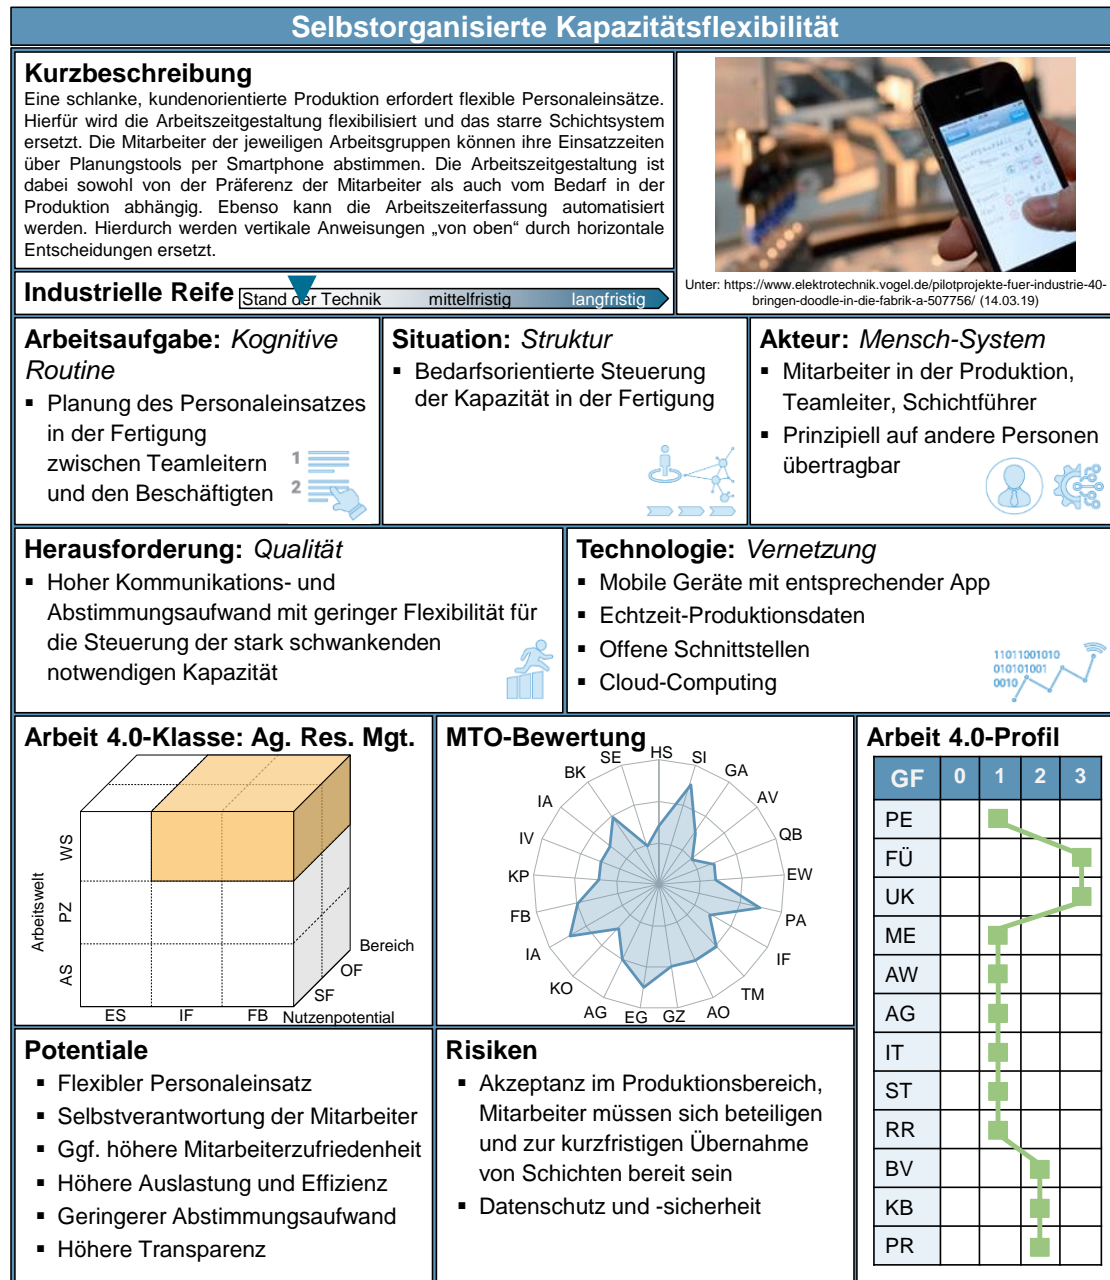 Selbstorganisierte Kapazitätsflexibilität
Kurzbeschreibung
Eine schlanke, kundenorientierte Produktion erfordert flexible Personaleinsätze.
Hierfür wird die Arbeitszeitgestaltung flexibilisiert und das starre Schichtsystem
ersetzt. Die Mitarbeiter der jeweiligen Arbeitsgruppen können ihre Einsatzzeiten
über Planungstools per Smartphone abstimmen. Die Arbeitszeitgestaltung ist
dabei sowohl von der Präferenz der Mitarbeiter als auch vom Bedarf in der
Produktion abhängig. Ebenso kann die Arbeitszeiterfassung automatisiert
werden. Hierdurch werden vertikale Anweisungen „von oben“ durch horizontale
Entscheidungen ersetzt.
Unter: https://www.elektrotechnik.vogel.de/pilotprojekte-fuer-industrie-40-
bringen-doodle-in-die-fabrik-a-507756/ (14.03.19)
Industrielle Reife Stand der Technik mittelfristig langfristig
Arbeitsaufgabe: Kognitive
Routine
▪ Planung des Personaleinsatzes
in der Fertigung
zwischen Teamleitern
und den Beschäftigten
1
2
Situation: Struktur
▪ Bedarfsorientierte Steuerung
der Kapazität in der Fertigung
Akteur: Mensch-System
▪ Mitarbeiter in der Produktion,
Teamleiter, Schichtführer
▪ Prinzipiell auf andere Personen
übertragbar
Herausforderung: Qualität
▪ Hoher Kommunikations- und
Abstimmungsaufwand mit geringer Flexibilität für
die Steuerung der stark schwankenden
notwendigen Kapazität
Technologie: Vernetzung
▪ Mobile Geräte mit entsprechender App
▪ Echtzeit-Produktionsdaten
▪ Offene Schnittstellen
▪ Cloud-Computing
11011001010
010101001
0010
Arbeit 4.0-Klasse: Ag. Res. Mgt.
Arbeitswelt
WS
PZ
AS
ES IF FB Nutzenpotential
SF
OF
Bereich
MTO-Bewertung
HS
SI
GA
AV
QB
EW
PA
IF
TM
AO
GZ
EG
AG
KO
IA
FB
KP
IV
IA
BK
SE
Arbeit 4.0-Profil
GF 0 1 2 3
PE
FÜ
UK
ME
AW
AG
IT
ST
RR
BV
KB
PR
Potentiale
▪ Flexibler Personaleinsatz
▪ Selbstverantwortung der Mitarbeiter
▪ Ggf. höhere Mitarbeiterzufriedenheit
▪ Höhere Auslastung und Effizienz
▪ Geringerer Abstimmungsaufwand
▪ Höhere Transparenz
Risiken
▪ Akzeptanz im Produktionsbereich,
Mitarbeiter müssen sich beteiligen
und zur kurzfristigen Übernahme
von Schichten bereit sein
▪ Datenschutz und -sicherheit